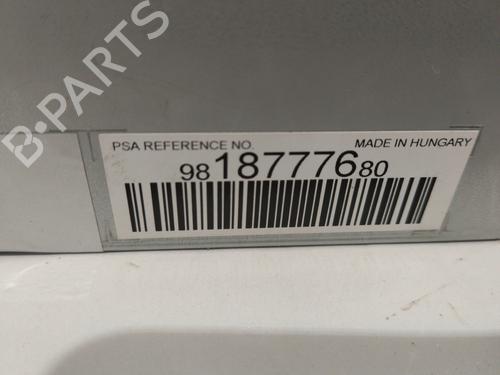 B-PARTS
PSA REFERENCE NO. MADE IN HUNGARY
9818777680